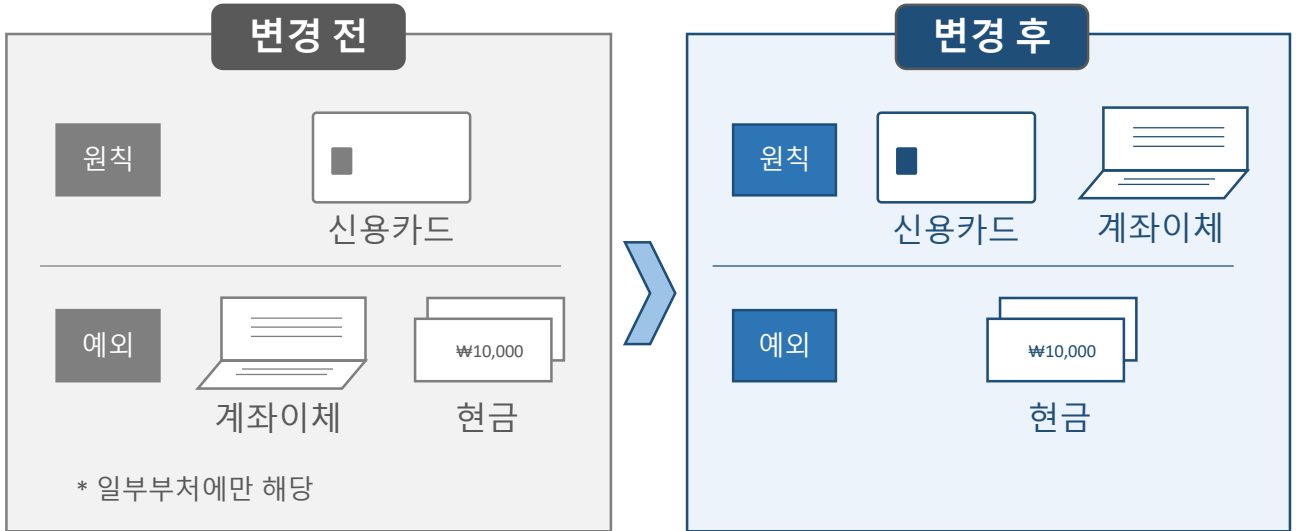 변경 전
원칙
신용카드
예외
₩10,000
계좌이체
현금
* 일부부처에만 해당
변경 후
원칙
신용카드
계좌이체
예외
₩10,000
현금